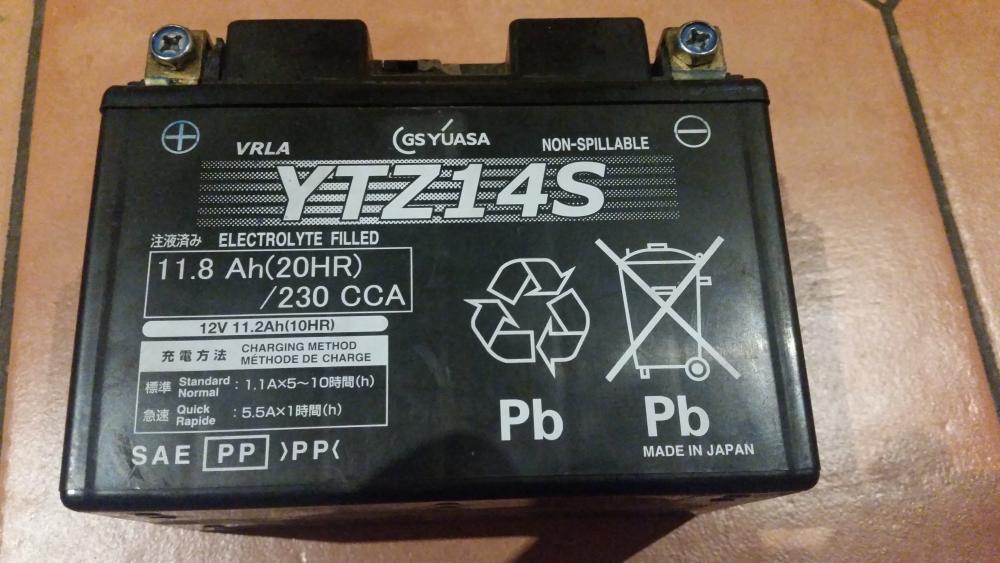 VRLA GS YUASA NON-SPILLABLE
YTZ14S
注液済み ELECTROLYTE FILLED
11.8 Ah(20HR)
/230 CCA
12V 11.2Ah(10HR)
充電方法 CHARGING METHOD
MÉTHODE DE CHARGE
標準 Standard Normal : 1.1A×5~10時間(h)
急速 Quick Rapide : 5.5A×1時間(h)
SAE PP >PP<
Pb Pb
MADE IN JAPAN